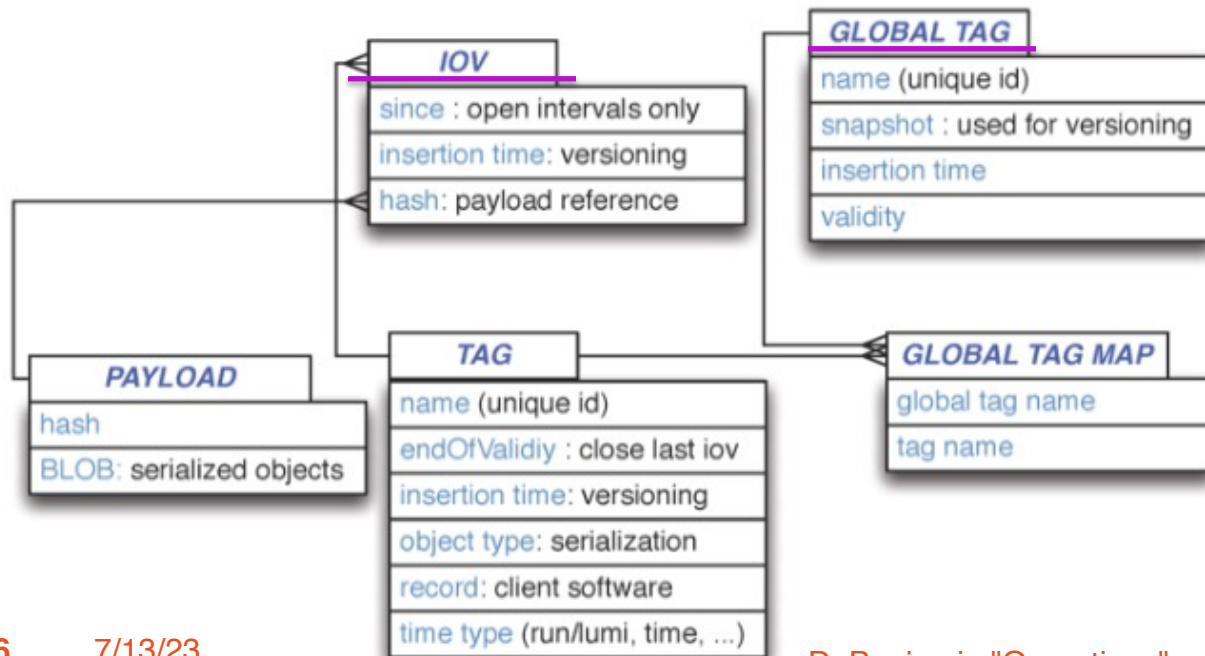 IOV
since : open intervals only
insertion time: versioning
hash: payload reference
GLOBAL TAG
name (unique id)
snapshot : used for versioning
insertion time
validity
PAYLOAD
hash
BLOB: serialized objects
TAG
name (unique id)
endOfValidiy : close last iov
insertion time: versioning
object type: serialization
record: client software
time type (run/lumi, time, ...)
GLOBAL TAG MAP
global tag name
tag name
6 7/13/23